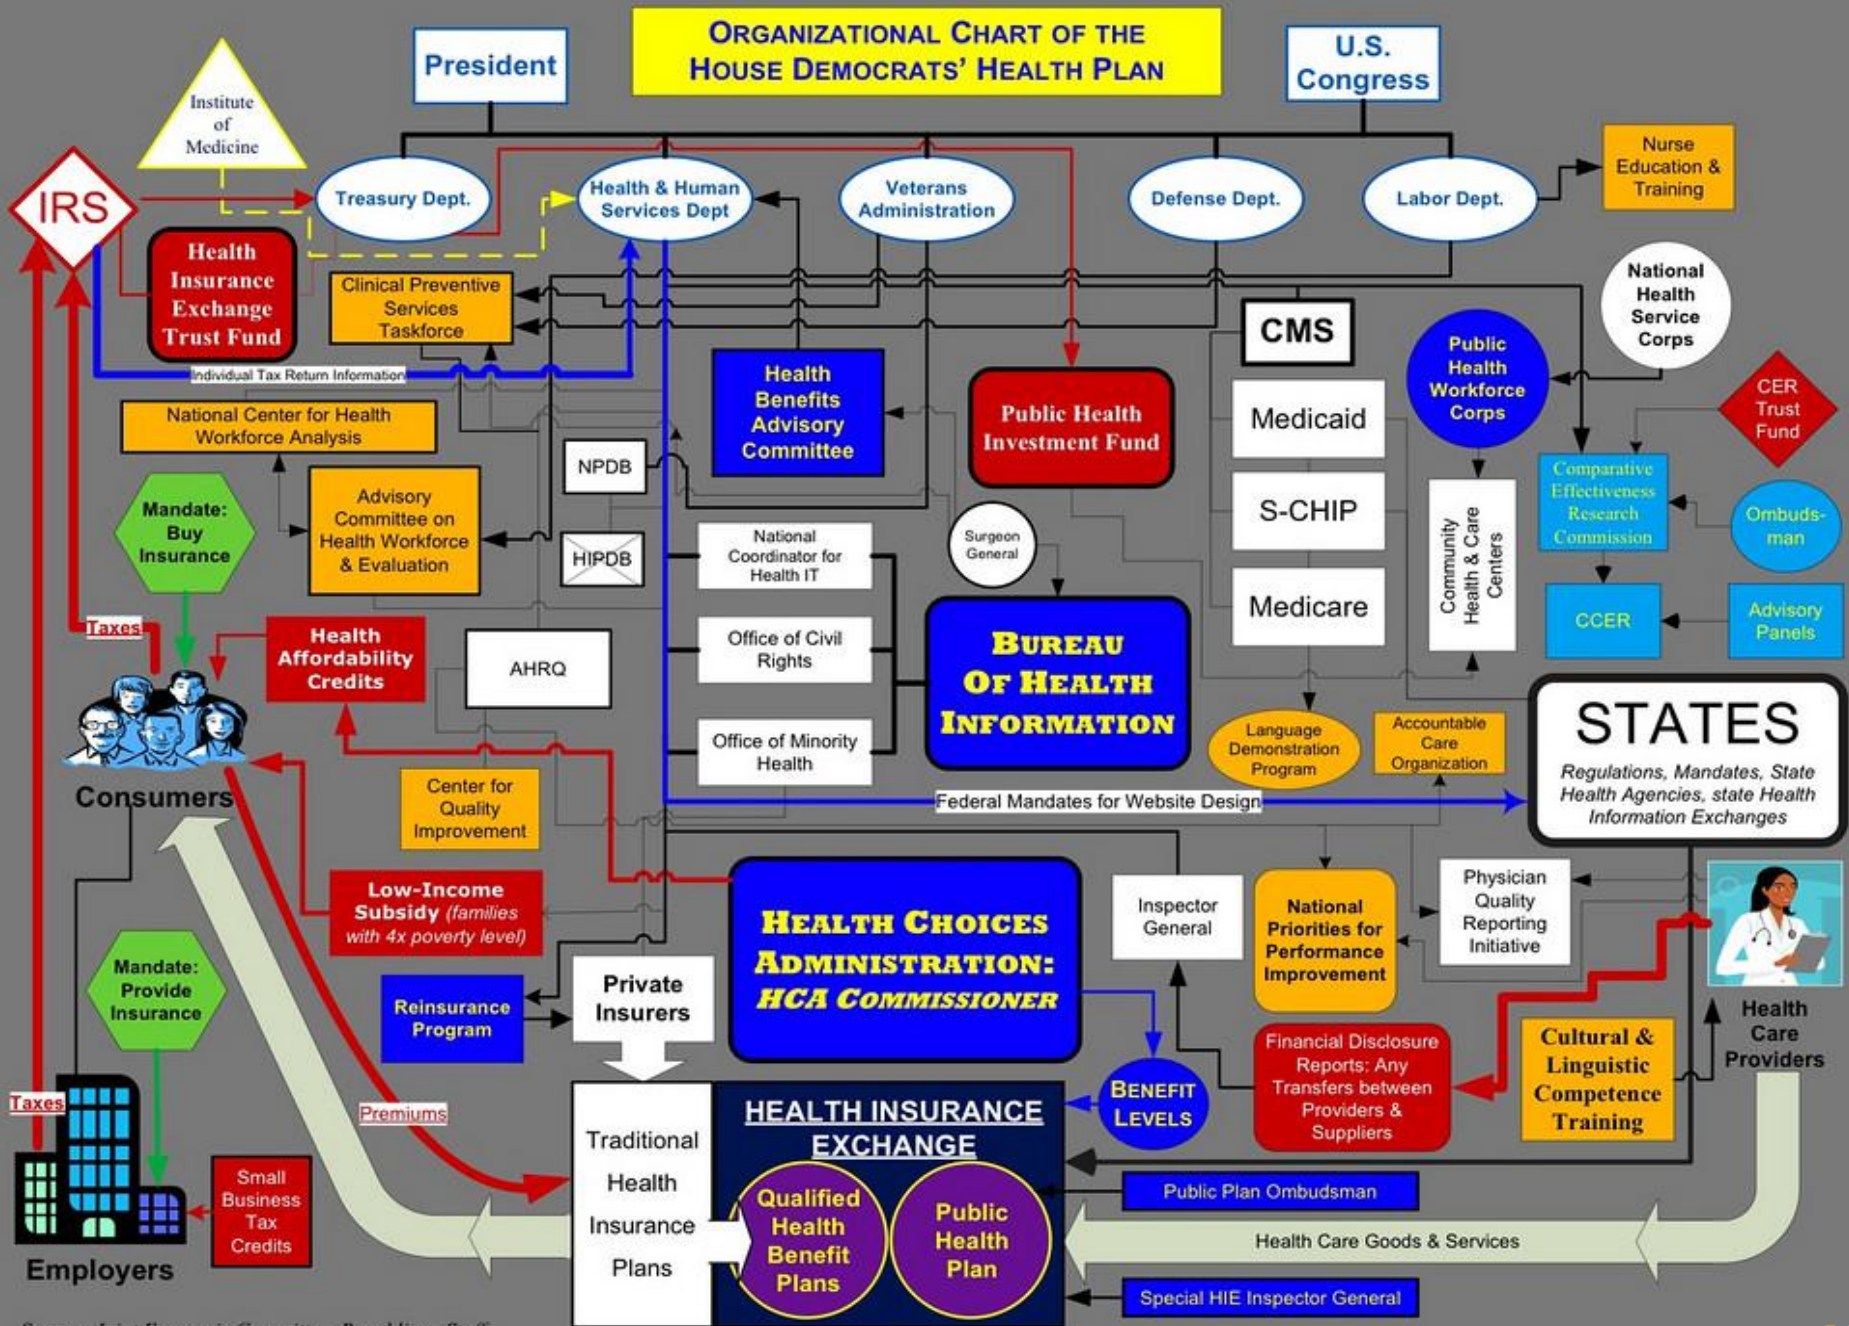 ORGANIZATIONAL CHART OF THE
HOUSE DEMOCRATS' HEALTH PLAN
President
U.S.
Congress
Institute
of
Medicine
IRS
Treasury Dept.
Health & Human
Services Dept
Veterans
Administration
Defense Dept.
Labor Dept.
Nurse
Education &
Training
Health
Insurance
Exchange
Trust Fund
Clinical Preventive
Services
Taskforce
CMS
National
Health
Service
Corps
Public
Health
Workforce
Corps
Individual Tax Return Information
Health
Benefits
Advisory
Committee
Public Health
Investment Fund
Medicaid
CER
Trust
Fund
National Center for Health
Workforce Analysis
NPDB
Comparative
Effectiveness
Research
Commission
Ombuds-
man
Mandate:
Buy
Insurance
Advisory
Committee on
Health Workforce
& Evaluation
HIPDB
National
Coordinator for
Health IT
Surgeon
General
S-CHIP
Community
Health & Care
Centers
Medicare
CCER
Advisory
Panels
Taxes
Health
Affordability
Credits
AHRQ
Office of Civil
Rights
BUREAU
OF HEALTH
INFORMATION
Office of Minority
Health
Language
Demonstration
Program
Accountable
Care
Organization
STATES
Regulations, Mandates, State
Health Agencies, state Health
Information Exchanges
Consumers
Center for
Quality
Improvement
Federal Mandates for Website Design
Low-Income
Subsidy (families
with 4x poverty level)
HEALTH CHOICES
ADMINISTRATION:
HCA COMMISSIONER
Inspector
General
National
Priorities for
Performance
Improvement
Physician
Quality
Reporting
Initiative
Mandate:
Provide
Insurance
Reinsurance
Program
Private
Insurers
Health
Care
Providers
Financial Disclosure
Reports: Any
Transfers between
Providers &
Suppliers
Cultural &
Linguistic
Competence
Training
Taxes
Premiums
BENEFIT
LEVELS
Traditional
Health
Insurance
Plans
HEALTH INSURANCE
EXCHANGE
Qualified
Health
Benefit
Plans
Public
Health
Plan
Public Plan Ombudsman
Small
Business
Tax
Credits
Health Care Goods & Services
Employers
Special HIE Inspector General